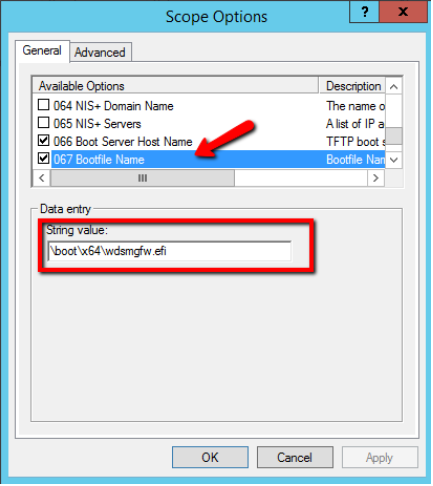 Scope Options
?
x
General
Advanced
Available Options
Description
064 NIS+ Domain Name
The name o
065 NIS+ Servers
A list of IP a
066 Boot Server Host Name
TFTP boot s
067 Bootfile Name
Bootfile Nan
Data entry
String value:
\boot\x64\wdsmgfw.efi
OK
Cancel
Apply